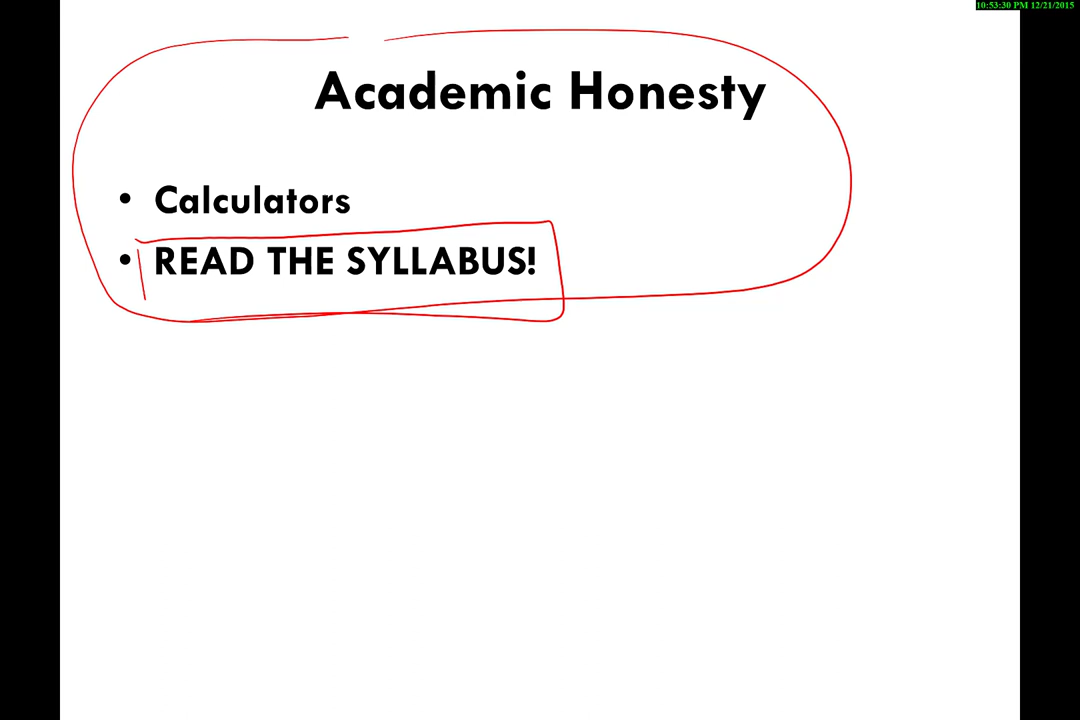 10:53:30 PM 12/21/2015
Academic Honesty
• Calculators
• READ THE SYLLABUS!